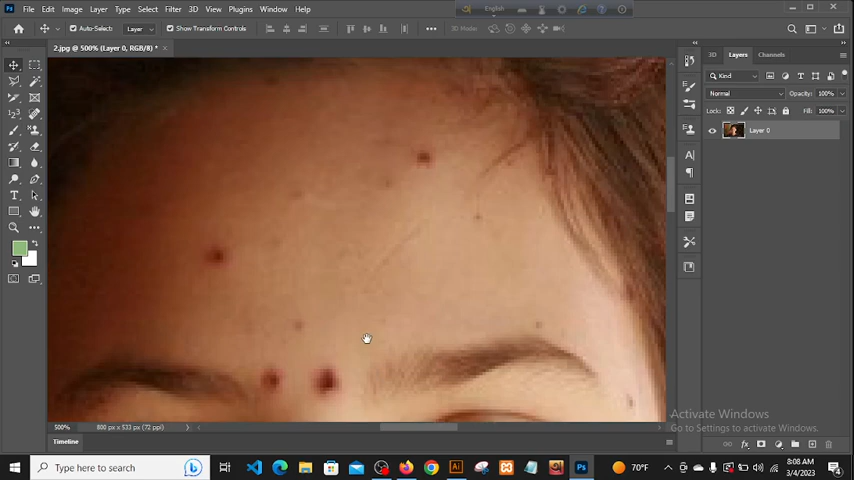 English
File Edit Image Layer Type Select Filter 3D View Plugins Window Help
Auto-Select: Layer Show Transform Controls 3D Mode:
2.jpg @ 500% (Layer 0, RGB/8) *
3D Layers Channels
Kind
Normal Opacity: 100%
Lock: Fill: 100%
Layer 0
Activate Windows
Go to Settings to activate Windows.
500% 800 px x 533 px (72 ppi)
Timeline
Type here to search
70°F
8:08 AM
3/4/2023
4